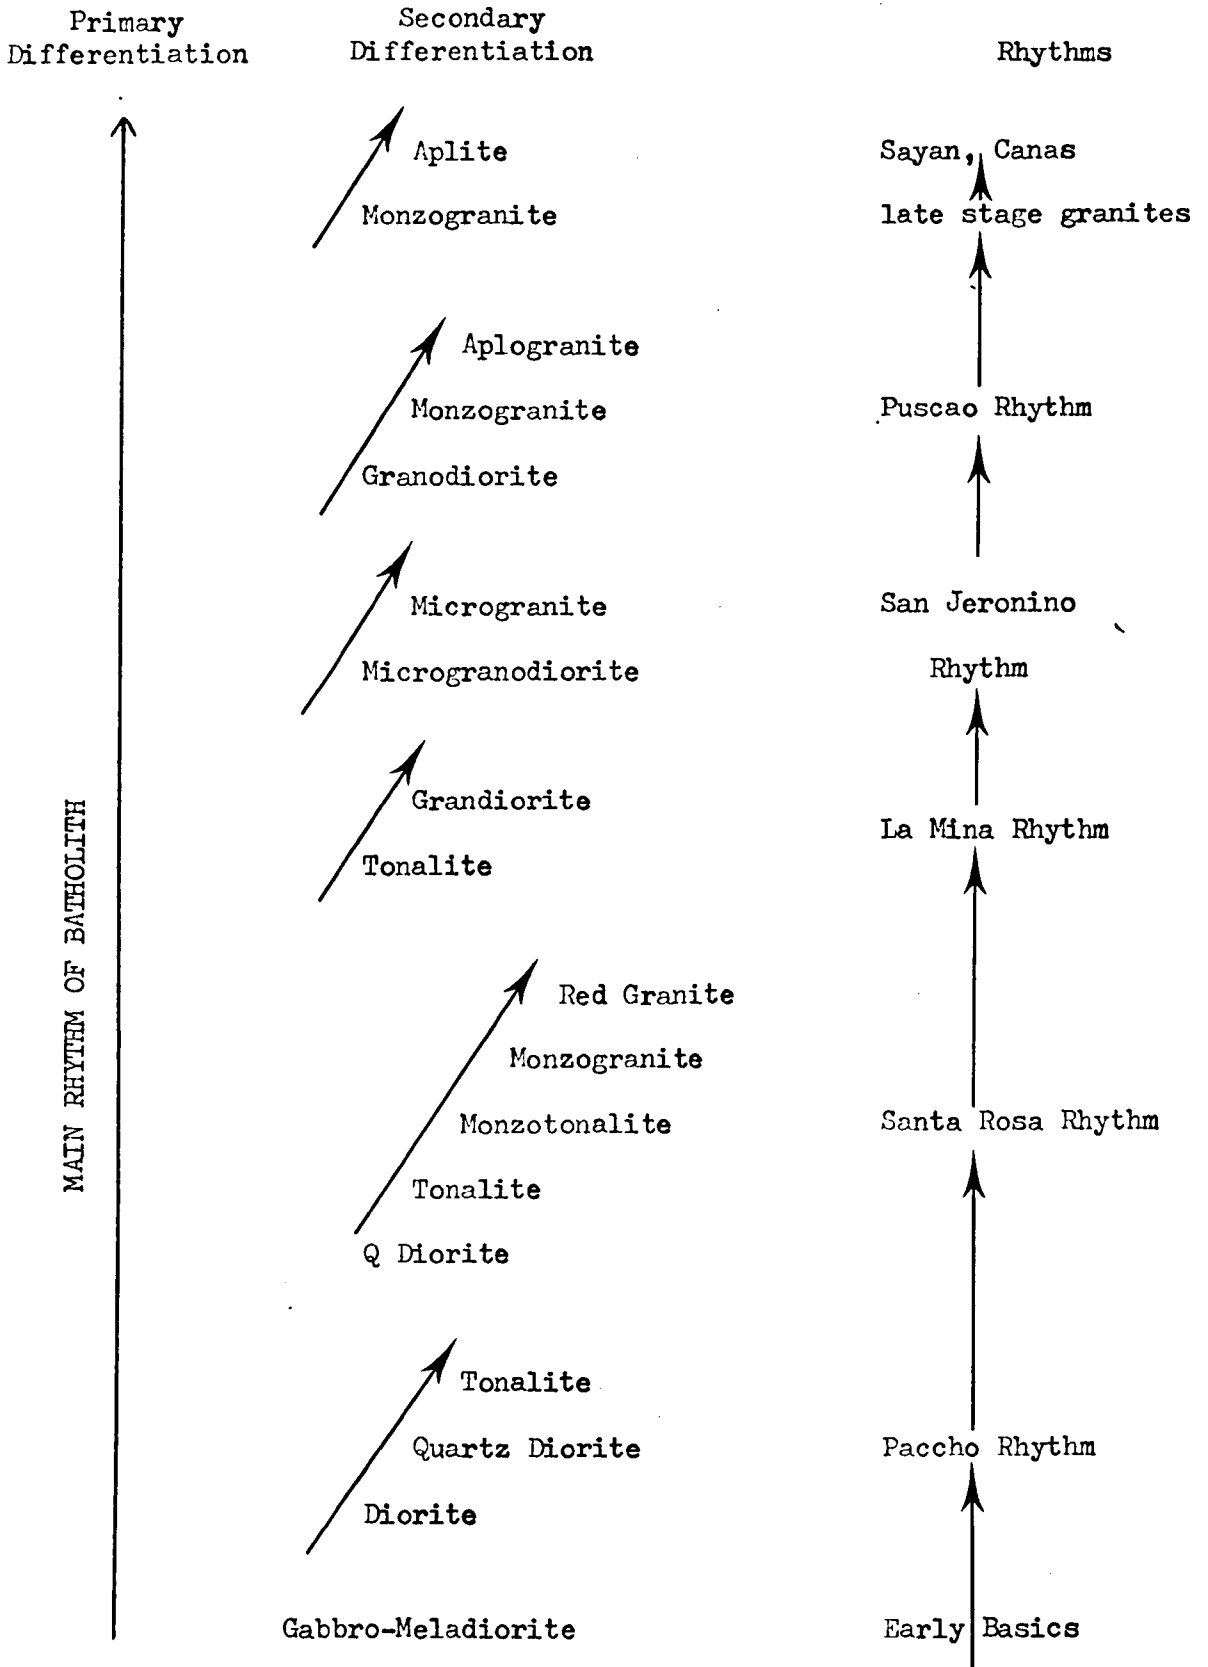 Primary
Differentiation
Secondary
Differentiation
Rhythms
Aplite
Sayan, Canas
Monzogranite
late stage granites
Aplogranite
Monzogranite
Puscao Rhythm
Granodiorite
Microgranite
San Jeronino
Microgranodiorite
Rhythm
Grandiorite
La Mina Rhythm
Tonalite
MAIN RHYTHM OF BATHOLITH
Red Granite
Monzogranite
Monzotonalite
Santa Rosa Rhythm
Tonalite
Q Diorite
Tonalite
Quartz Diorite
Paccho Rhythm
Diorite
Gabbro-Meladiorite
Early Basics